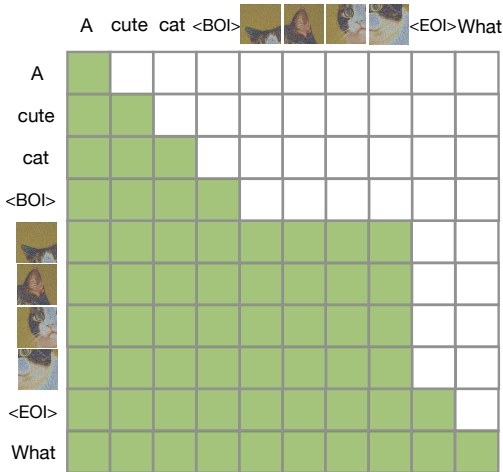 A cute cat <BOI> <EOI> What
A
cute
cat
<BOI>
<EOI>
What